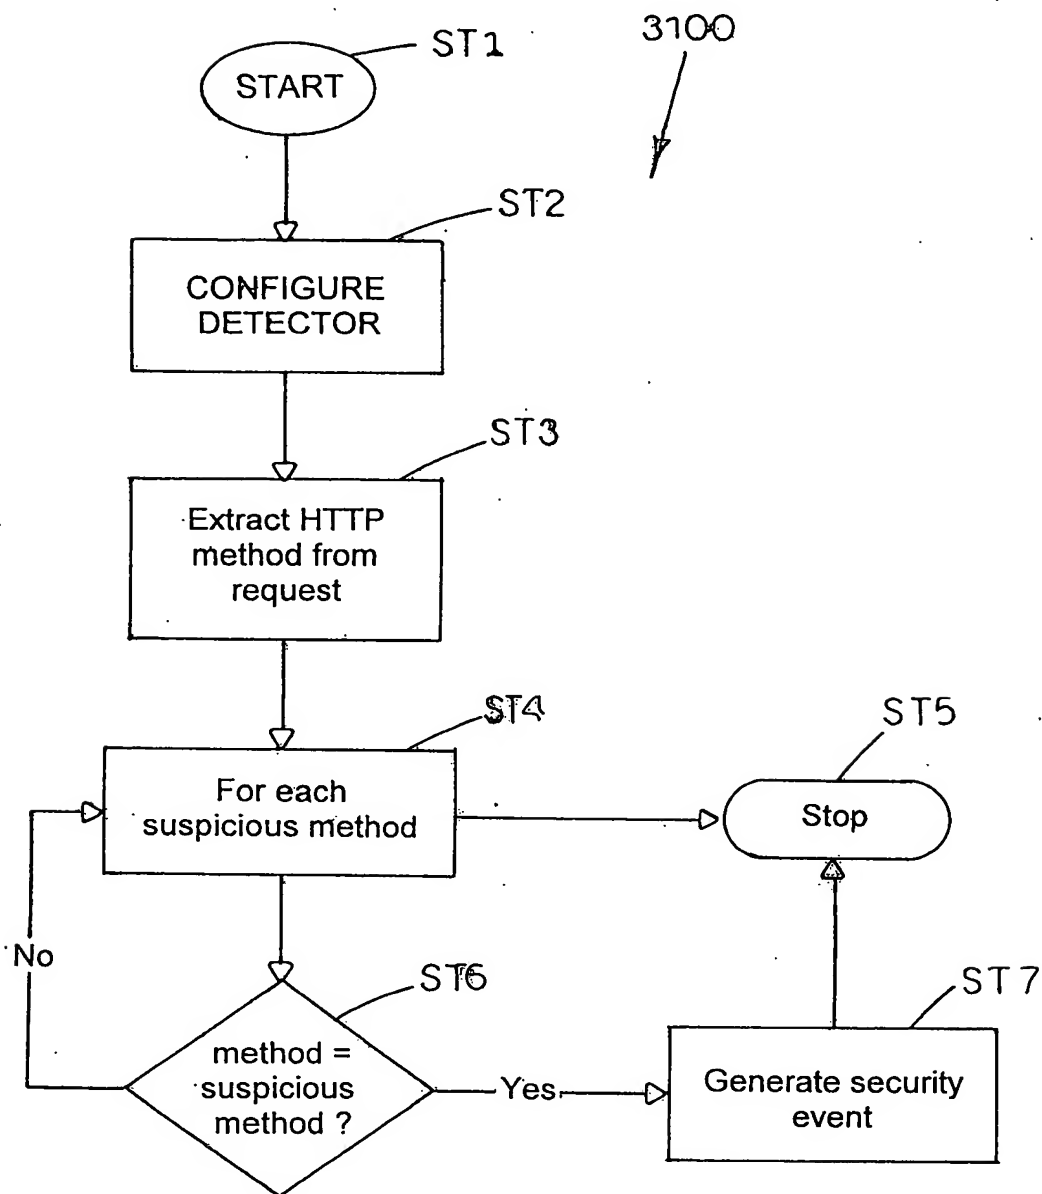 ST1
3100
START
ST2
CONFIGURE
DETECTOR
ST3
Extract HTTP
method from
request
ST4
ST5
For each
suspicious method
Stop
No
ST6
ST7
method =
suspicious
method ?
Yes
Generate security
event